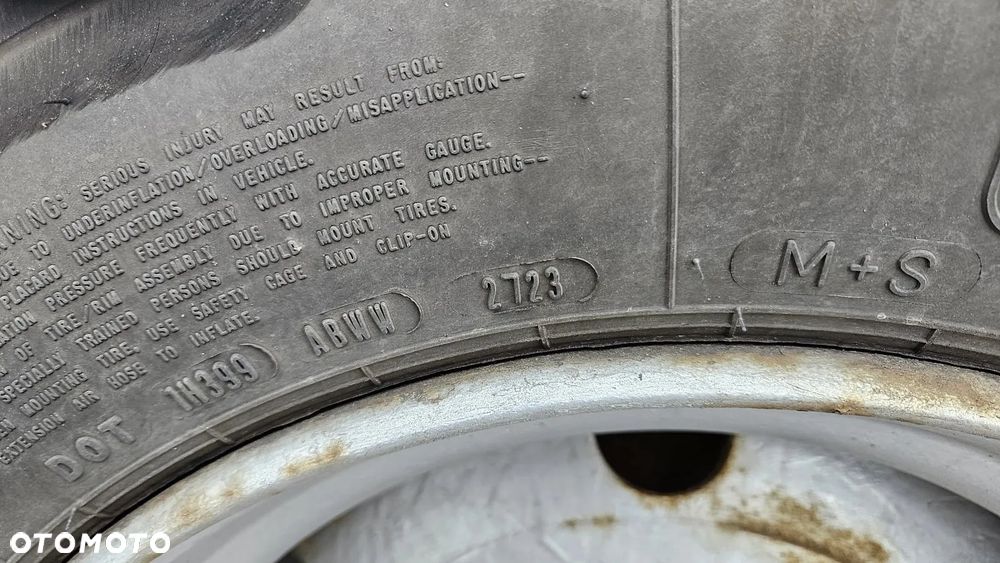 WARNING: SERIOUS INJURY MAY RESULT FROM:
DUE TO UNDERINFLATION/OVERLOADING/MISAPPLICATION--
PLACARD INSTRUCTIONS IN VEHICLE.
PRESSURE FREQUENTLY WITH ACCURATE GAUGE.
OF TIRE/RIM ASSEMBLY DUE TO IMPROPER MOUNTING--
SPECIALLY TRAINED PERSONS SHOULD MOUNT TIRES.
MOUNTING TIRE. USE SAFETY CAGE AND CLIP-ON
EXTENSION AIR HOSE TO INFLATE.
DOT 1H399 ABWW 2723
M+S
OTOMOTO